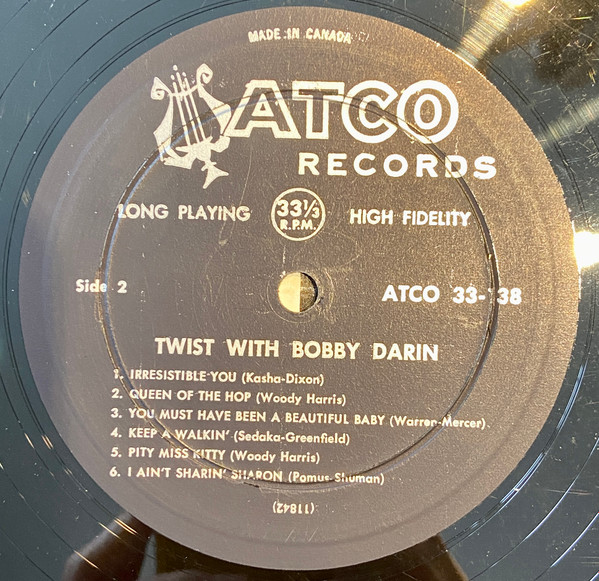 MADE IN CANADA
ATCO
RECORDS
LONG PLAYING
33⅓
R.P.M.
HIGH FIDELITY
Side 2
ATCO 33-138
TWIST WITH BOBBY DARIN
1. IRRESISTIBLE YOU (Kasha-Dixon)
2. QUEEN OF THE HOP (Woody Harris)
3. YOU MUST HAVE BEEN A BEAUTIFUL BABY (Warren-Mercer)
4. KEEP A WALKIN' (Sedaka-Greenfield)
5. PITY MISS KITTY (Woody Harris)
6. I AIN'T SHARIN' SHARON (Pomus-Shuman)
(11842)